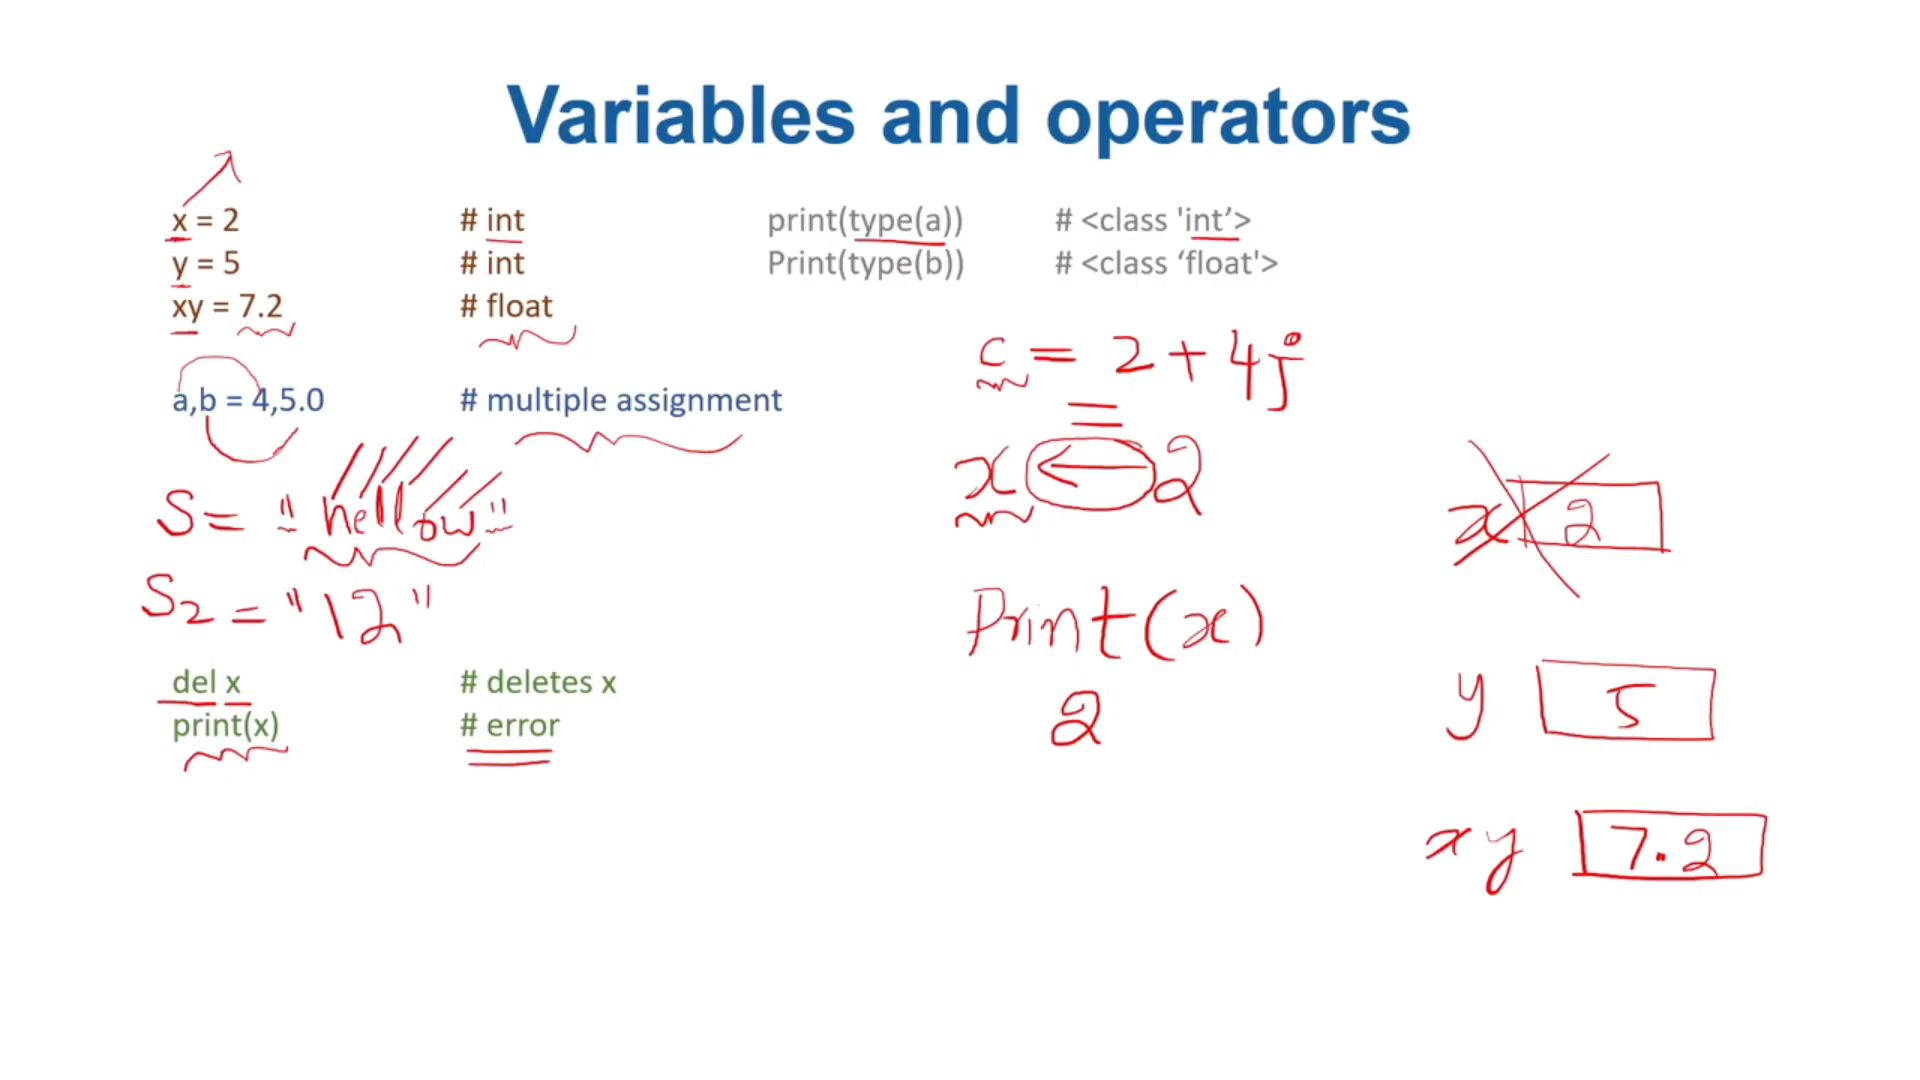 Variables and operators
x = 2 # int print(type(a)) # <class 'int’>
y = 5 # int Print(type(b)) # <class ‘float'>
xy = 7.2 # float
c = 2 + 4j
a,b = 4,5.0 # multiple assignment
=
x ← 2
S = "hellow"
x 2
S2 = "12"
Print(x)
del x # deletes x
print(x) # error
2
y 5
xy 7.2